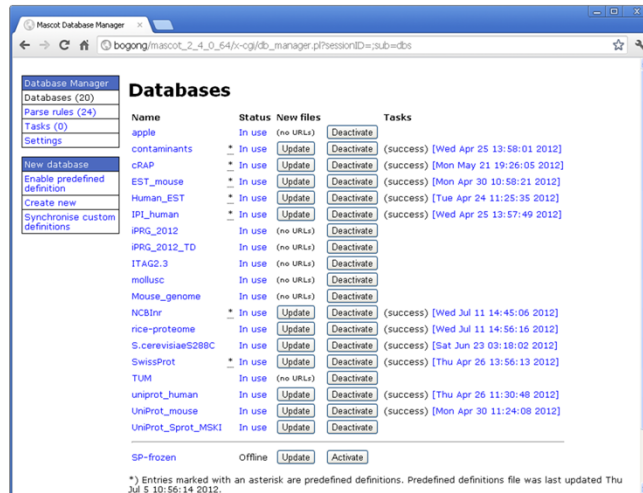 Mascot Database Manager
bogong/mascot_2_4_0_64/x-cgi/db_manager.pl?sessionID=;sub=dbs
Database Manager
Databases (20)
Parse rules (24)
Tasks (0)
Settings
New database
Enable predefined
definition
Create new
Synchronise custom
definitions
Databases
Name Status New files Tasks
apple In use (no URLs) Deactivate
contaminants * In use Update Deactivate (success) [Wed Apr 25 13:58:01 2012]
cRAP * In use Update Deactivate (success) [Mon May 21 19:26:05 2012]
EST_mouse * In use Update Deactivate (success) [Mon Apr 30 10:58:21 2012]
Human_EST * In use Update Deactivate (success) [Tue Apr 24 11:25:35 2012]
IPI_human * In use Update Deactivate (success) [Wed Apr 25 13:57:49 2012]
iPRG_2012 In use (no URLs) Deactivate
iPRG_2012_TD In use (no URLs) Deactivate
ITAG2.3 In use (no URLs) Deactivate
mollusc In use (no URLs) Deactivate
Mouse_genome In use (no URLs) Deactivate
NCBInr * In use Update Deactivate (success) [Wed Jul 11 14:45:06 2012]
rice-proteome In use Update Deactivate (success) [Wed Jul 11 14:56:16 2012]
S.cerevisiaeS288C In use Update Deactivate (success) [Sat Jun 23 03:18:02 2012]
SwissProt * In use Update Deactivate (success) [Thu Apr 26 13:56:13 2012]
TUM In use (no URLs) Deactivate
uniprot_human In use Update Deactivate (success) [Thu Apr 26 11:30:48 2012]
UniProt_mouse In use Update Deactivate (success) [Mon Apr 30 11:24:08 2012]
UniProt_Sprot_MSKI In use Update Deactivate
SP-frozen Offline Update Activate
*) Entries marked with an asterisk are predefined definitions. Predefined definitions file was last updated Thu
Jul 5 10:56:14 2012.